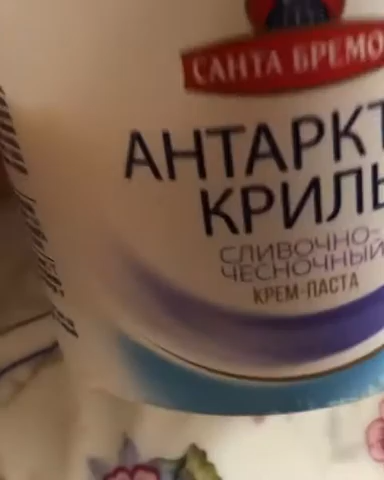 САНТА БРЕМО
АНТАРКТ
КРИЛЬ
СЛИВОЧНО-
ЧЕСНОЧНЫЙ
КРЕМ-ПАСТА